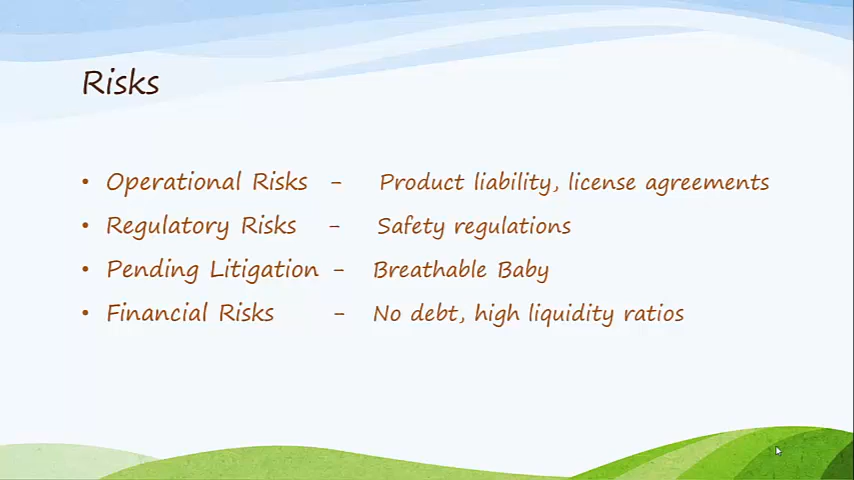 Risks
• Operational Risks - Product liability, license agreements
• Regulatory Risks - Safety regulations
• Pending Litigation - Breathable Baby
• Financial Risks - No debt, high liquidity ratios